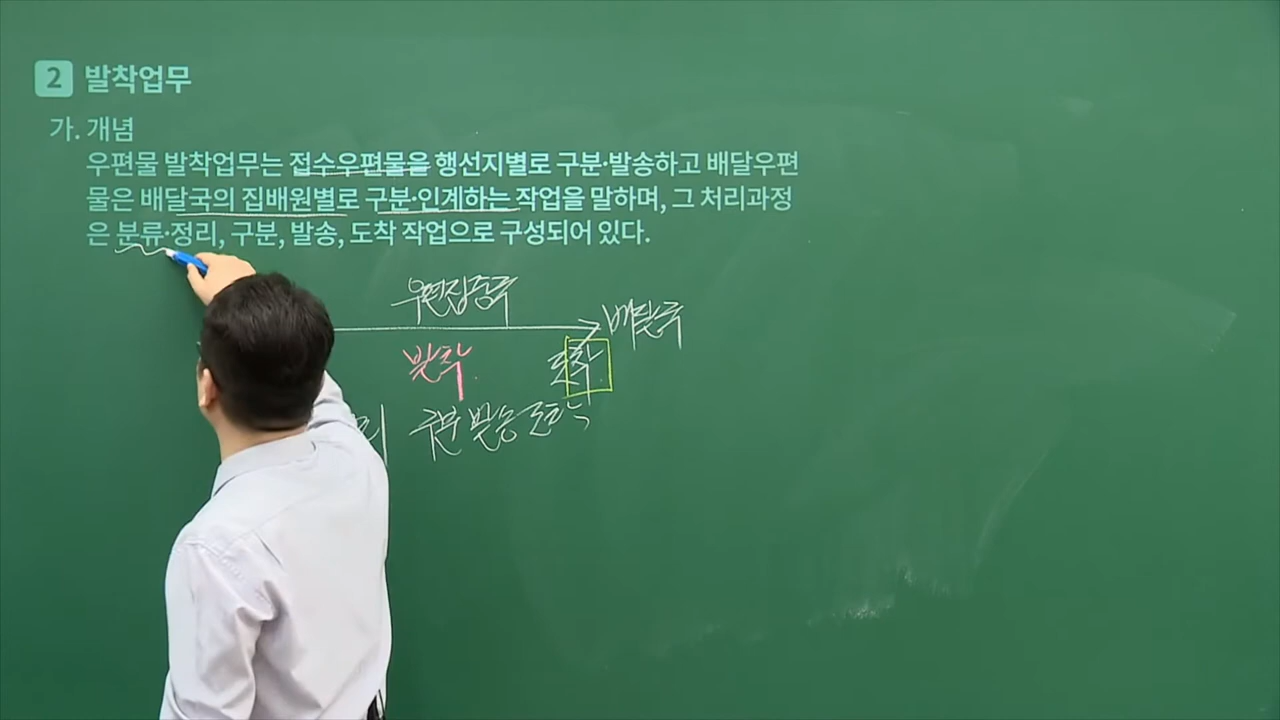 2 발착업무
가. 개념
우편물 발착업무는 접수우편물을 행선지별로 구분·발송하고 배달우편
물은 배달국의 집배원별로 구분·인계하는 작업을 말하며, 그 처리과정
은 분류·정리, 구분, 발송, 도착 작업으로 구성되어 있다.
우편집중국
배달국
발착
도착
리 구분 발송 도착